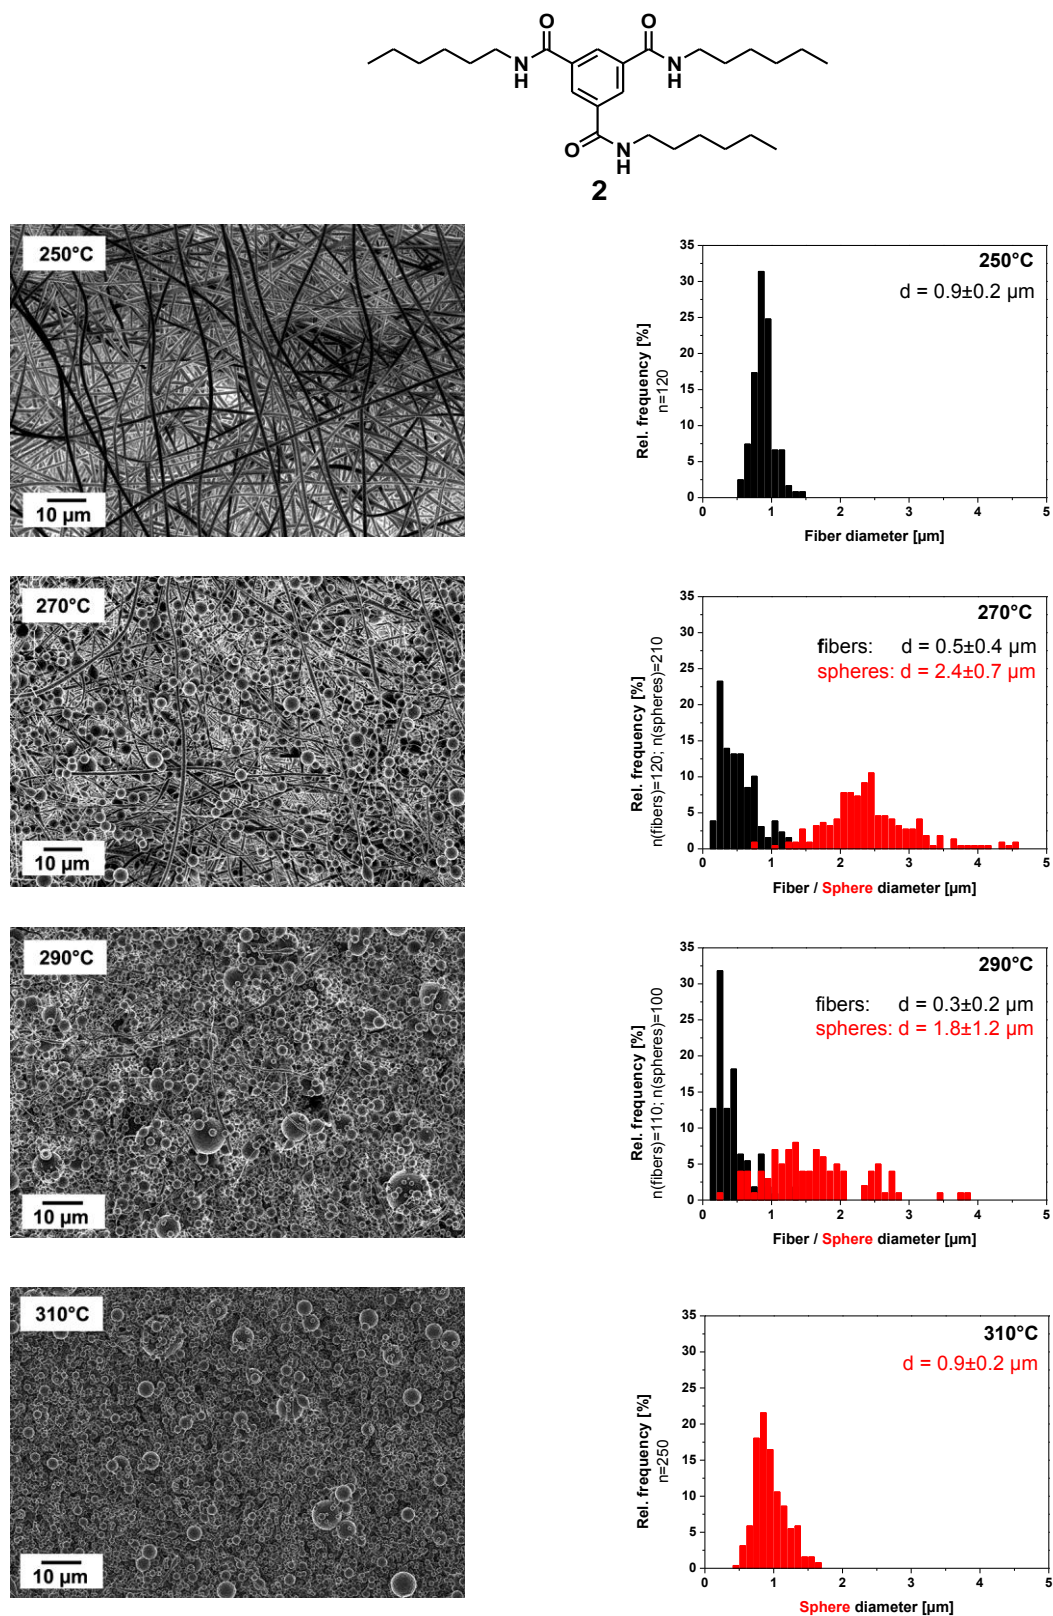 O
O
N
H
N
H
O
N
H
2
250°C
10 µm
35
30
25
20
15
10
5
0
Rel. frequency [%]
n=120
250°C
d = 0.9±0.2 µm
0 1 2 3 4 5
Fiber diameter [µm]
270°C
10 µm
35
30
25
20
15
10
5
0
Rel. frequency [%]
n(fibers)=120; n(spheres)=210
270°C
fibers: d = 0.5±0.4 µm
spheres: d = 2.4±0.7 µm
0 1 2 3 4 5
Fiber / Sphere diameter [µm]
290°C
10 µm
35
30
25
20
15
10
5
0
Rel. frequency [%]
n(fibers)=110; n(spheres)=100
290°C
fibers: d = 0.3±0.2 µm
spheres: d = 1.8±1.2 µm
0 1 2 3 4 5
Fiber / Sphere diameter [µm]
310°C
10 µm
35
30
25
20
15
10
5
0
Rel. frequency [%]
n=250
310°C
d = 0.9±0.2 µm
0 1 2 3 4 5
Sphere diameter [µm]